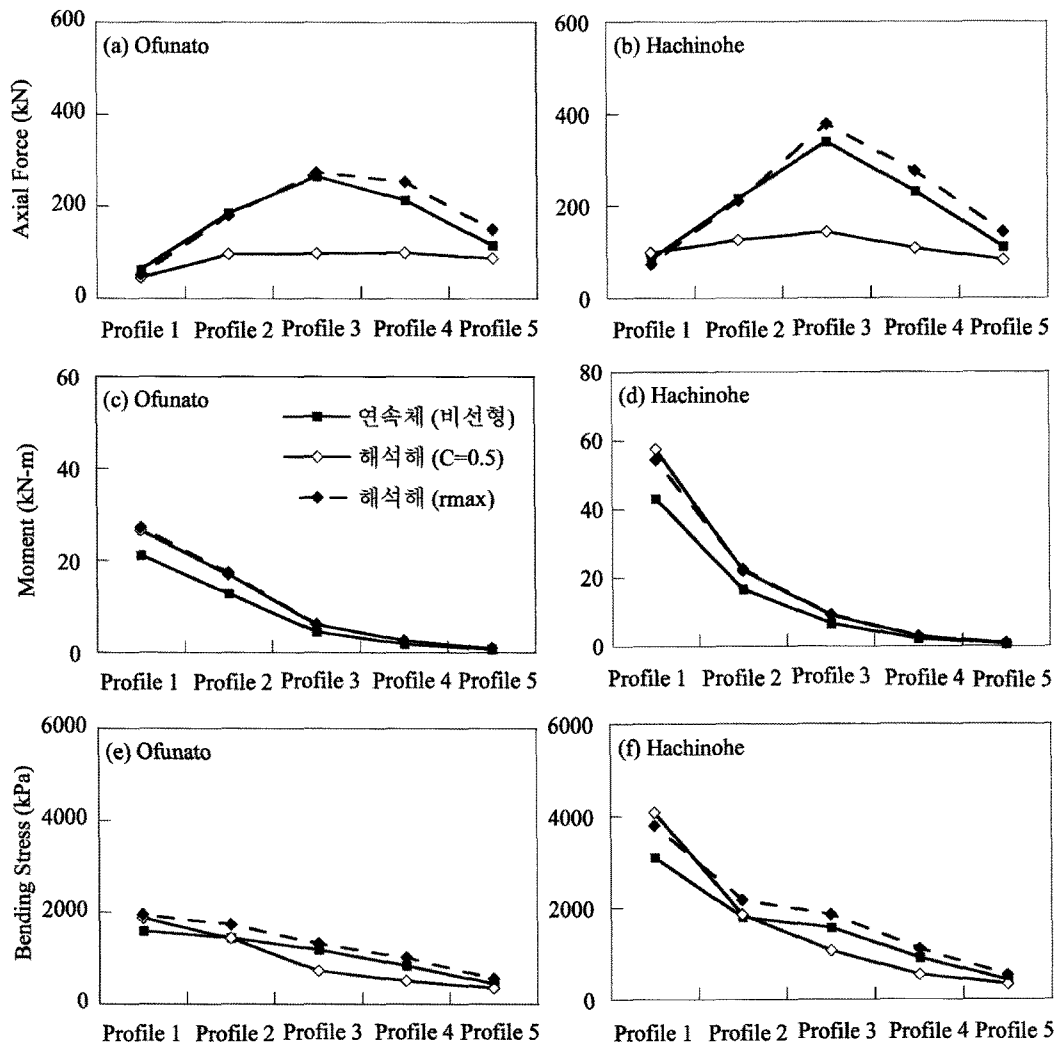 600
400
200
0
Axial Force (kN)
(a) Ofunato
Profile 1 Profile 2 Profile 3 Profile 4 Profile 5
600
400
200
0
(b) Hachinohe
Profile 1 Profile 2 Profile 3 Profile 4 Profile 5
60
40
20
0
Moment (kN-m)
(c) Ofunato
연속체 (비선형)
해석해 (C=0.5)
해석해 (rmax)
Profile 1 Profile 2 Profile 3 Profile 4 Profile 5
80
60
40
20
0
(d) Hachinohe
Profile 1 Profile 2 Profile 3 Profile 4 Profile 5
6000
4000
2000
0
Bending Stress (kPa)
(e) Ofunato
Profile 1 Profile 2 Profile 3 Profile 4 Profile 5
6000
4000
2000
0
(f) Hachinohe
Profile 1 Profile 2 Profile 3 Profile 4 Profile 5